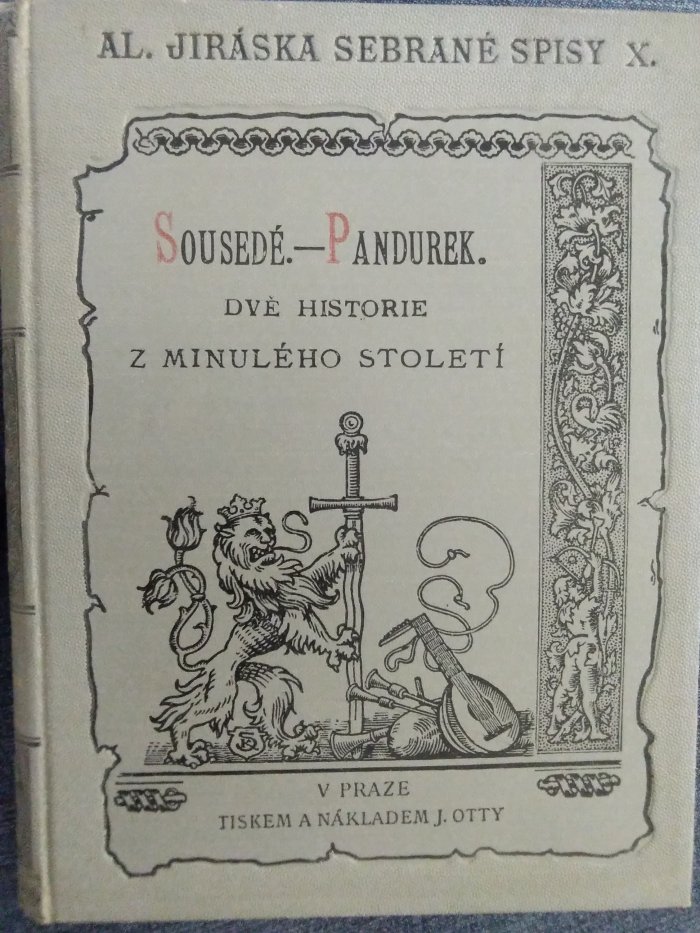 AL. JIRÁSKA SEBRANÉ SPISY X.
SOUSEDÉ.—PANDUREK.
DVĚ HISTORIE
Z MINULÉHO STOLETÍ
V PRAZE
TISKEM A NÁKLADEM J. OTTY